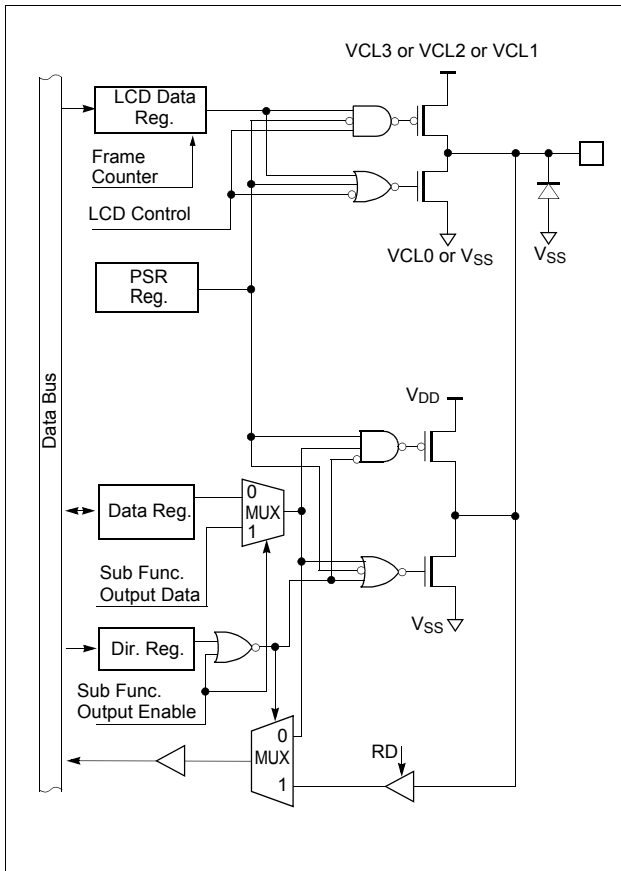 VCL3 or VCL2 or VCL1
LCD Data
Reg.
Frame
Counter
LCD Control
VCL0 or VSS
VSS
PSR
Reg.
Data Bus
VDD
Data Reg.
0
MUX
1
Sub Func.
Output Data
VSS
Dir. Reg.
Sub Func.
Output Enable
0
MUX
1
RD